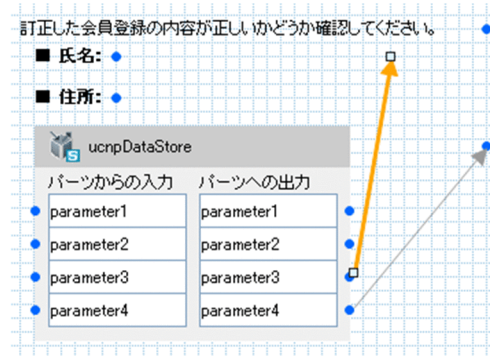 訂正した会員登録の内容が正しいかどうか確認してください。
■ 氏名:
■ 住所:
ucnpDataStore
パーツからの入力 パーツへの出力
parameter1 parameter1
parameter2 parameter2
parameter3 parameter3
parameter4 parameter4